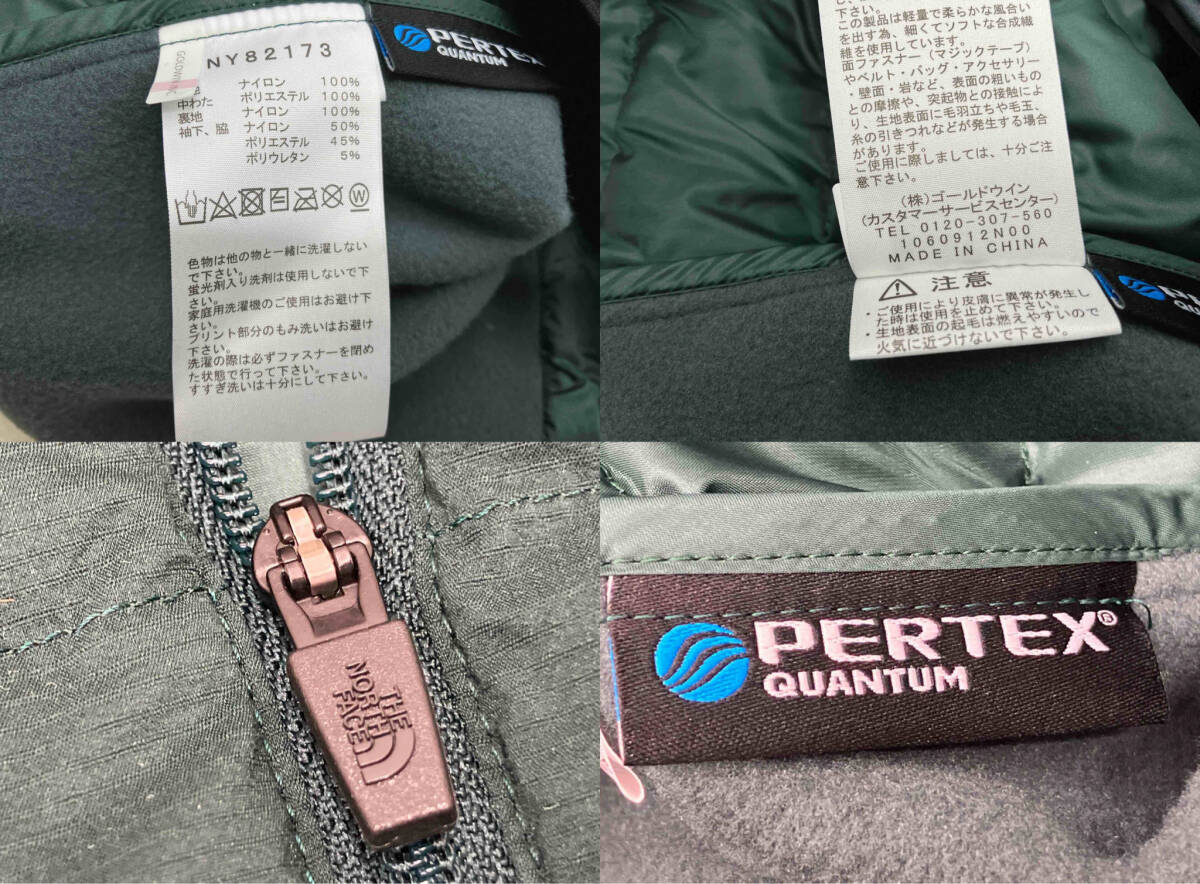 GOLDWIN
NY82173
ナイロン 100%
中わた ポリエステル 100%
裏地 ナイロン 100%
袖下、脇 ナイロン 50%
ポリエステル 45%
ポリウレタン 5%
W
色物は他の物と一緒に洗濯しない
で下さい。
蛍光剤入り洗剤は使用しないで下
さい。
家庭用洗濯機のご使用はお避け下
さい。
プリント部分のもみ洗いはお避け
下さい。
洗濯の際は必ずファスナーを閉め
た状態で行って下さい。
すすぎ洗いは十分にして下さい。
PERTEX
QUANTUM
下さい。
この製品は軽量で柔らかな風合い
を出す為、細くてソフトな合成繊
維を使用しています。
面ファスナー(マジックテープ)
やベルト・バッグ・アクセサリー
・壁面・岩など、表面の粗いもの
との摩擦や、突起物との接触によ
り、生地表面に毛羽立ちや毛玉、
糸の引きつれなどが発生する場合
があります。
ご使用に際しましては、十分ご注
意下さい。
(株)ゴールドウイン
(カスタマーサービスセンター)
TEL 0120-307-560
1060912N00
MADE IN CHINA
注意
・ご使用により皮膚に異常が発生し
た時は使用を止めて下さい。
・生地表面の起毛は燃えやすいので
火気に近づけないで下さい。
THE
NORTH
FACE
PERTEX®
QUANTUM